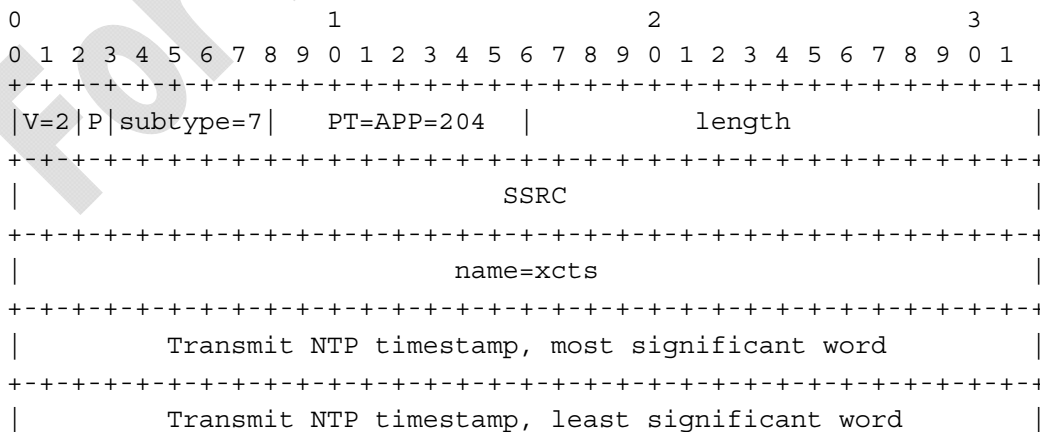 0                   1                   2                   3
0 1 2 3 4 5 6 7 8 9 0 1 2 3 4 5 6 7 8 9 0 1 2 3 4 5 6 7 8 9 0 1
+-+-+-+-+-+-+-+-+-+-+-+-+-+-+-+-+-+-+-+-+-+-+-+-+-+-+-+-+-+-+-+-+
|V=2|P|subtype=7|   PT=APP=204  |          length               |
+-+-+-+-+-+-+-+-+-+-+-+-+-+-+-+-+-+-+-+-+-+-+-+-+-+-+-+-+-+-+-+-+
|                              SSRC                             |
+-+-+-+-+-+-+-+-+-+-+-+-+-+-+-+-+-+-+-+-+-+-+-+-+-+-+-+-+-+-+-+-+
|                           name=xcts                           |
+-+-+-+-+-+-+-+-+-+-+-+-+-+-+-+-+-+-+-+-+-+-+-+-+-+-+-+-+-+-+-+-+
|         Transmit NTP timestamp, most significant word         |
+-+-+-+-+-+-+-+-+-+-+-+-+-+-+-+-+-+-+-+-+-+-+-+-+-+-+-+-+-+-+-+-+
|         Transmit NTP timestamp, least significant word        |
For